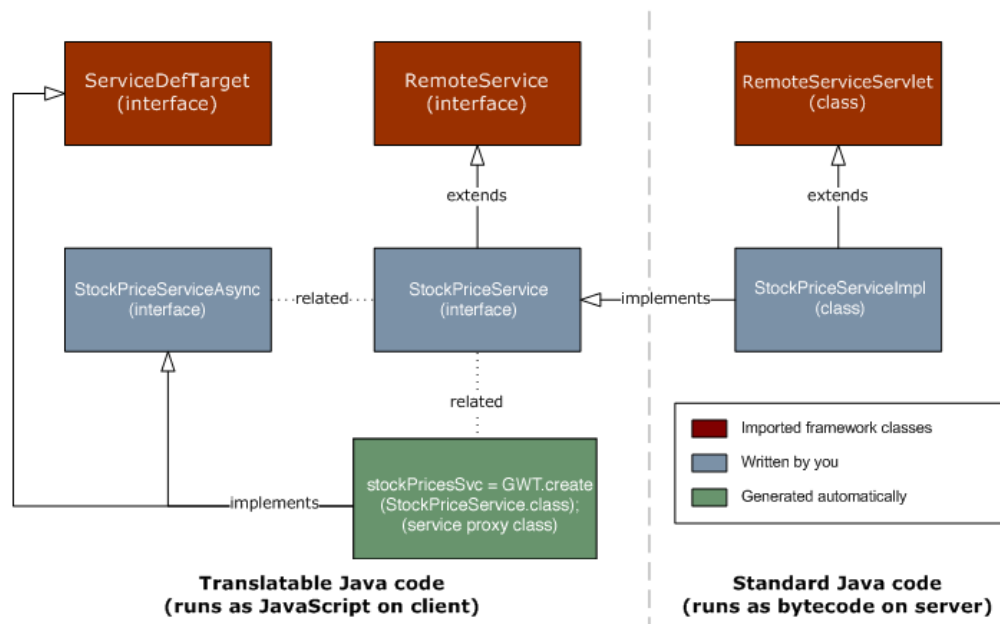 ServiceDefTarget
(interface)
RemoteService
(interface)
RemoteServiceServlet
(class)
extends
extends
StockPriceServiceAsync
(interface)
related
StockPriceService
(interface)
implements
StockPriceServiceImpl
(class)
related
implements
stockPricesSvc = GWT.create
(StockPriceService.class);
(service proxy class)
Imported framework classes
Written by you
Generated automatically
Translatable Java code
(runs as JavaScript on client)
Standard Java code
(runs as bytecode on server)